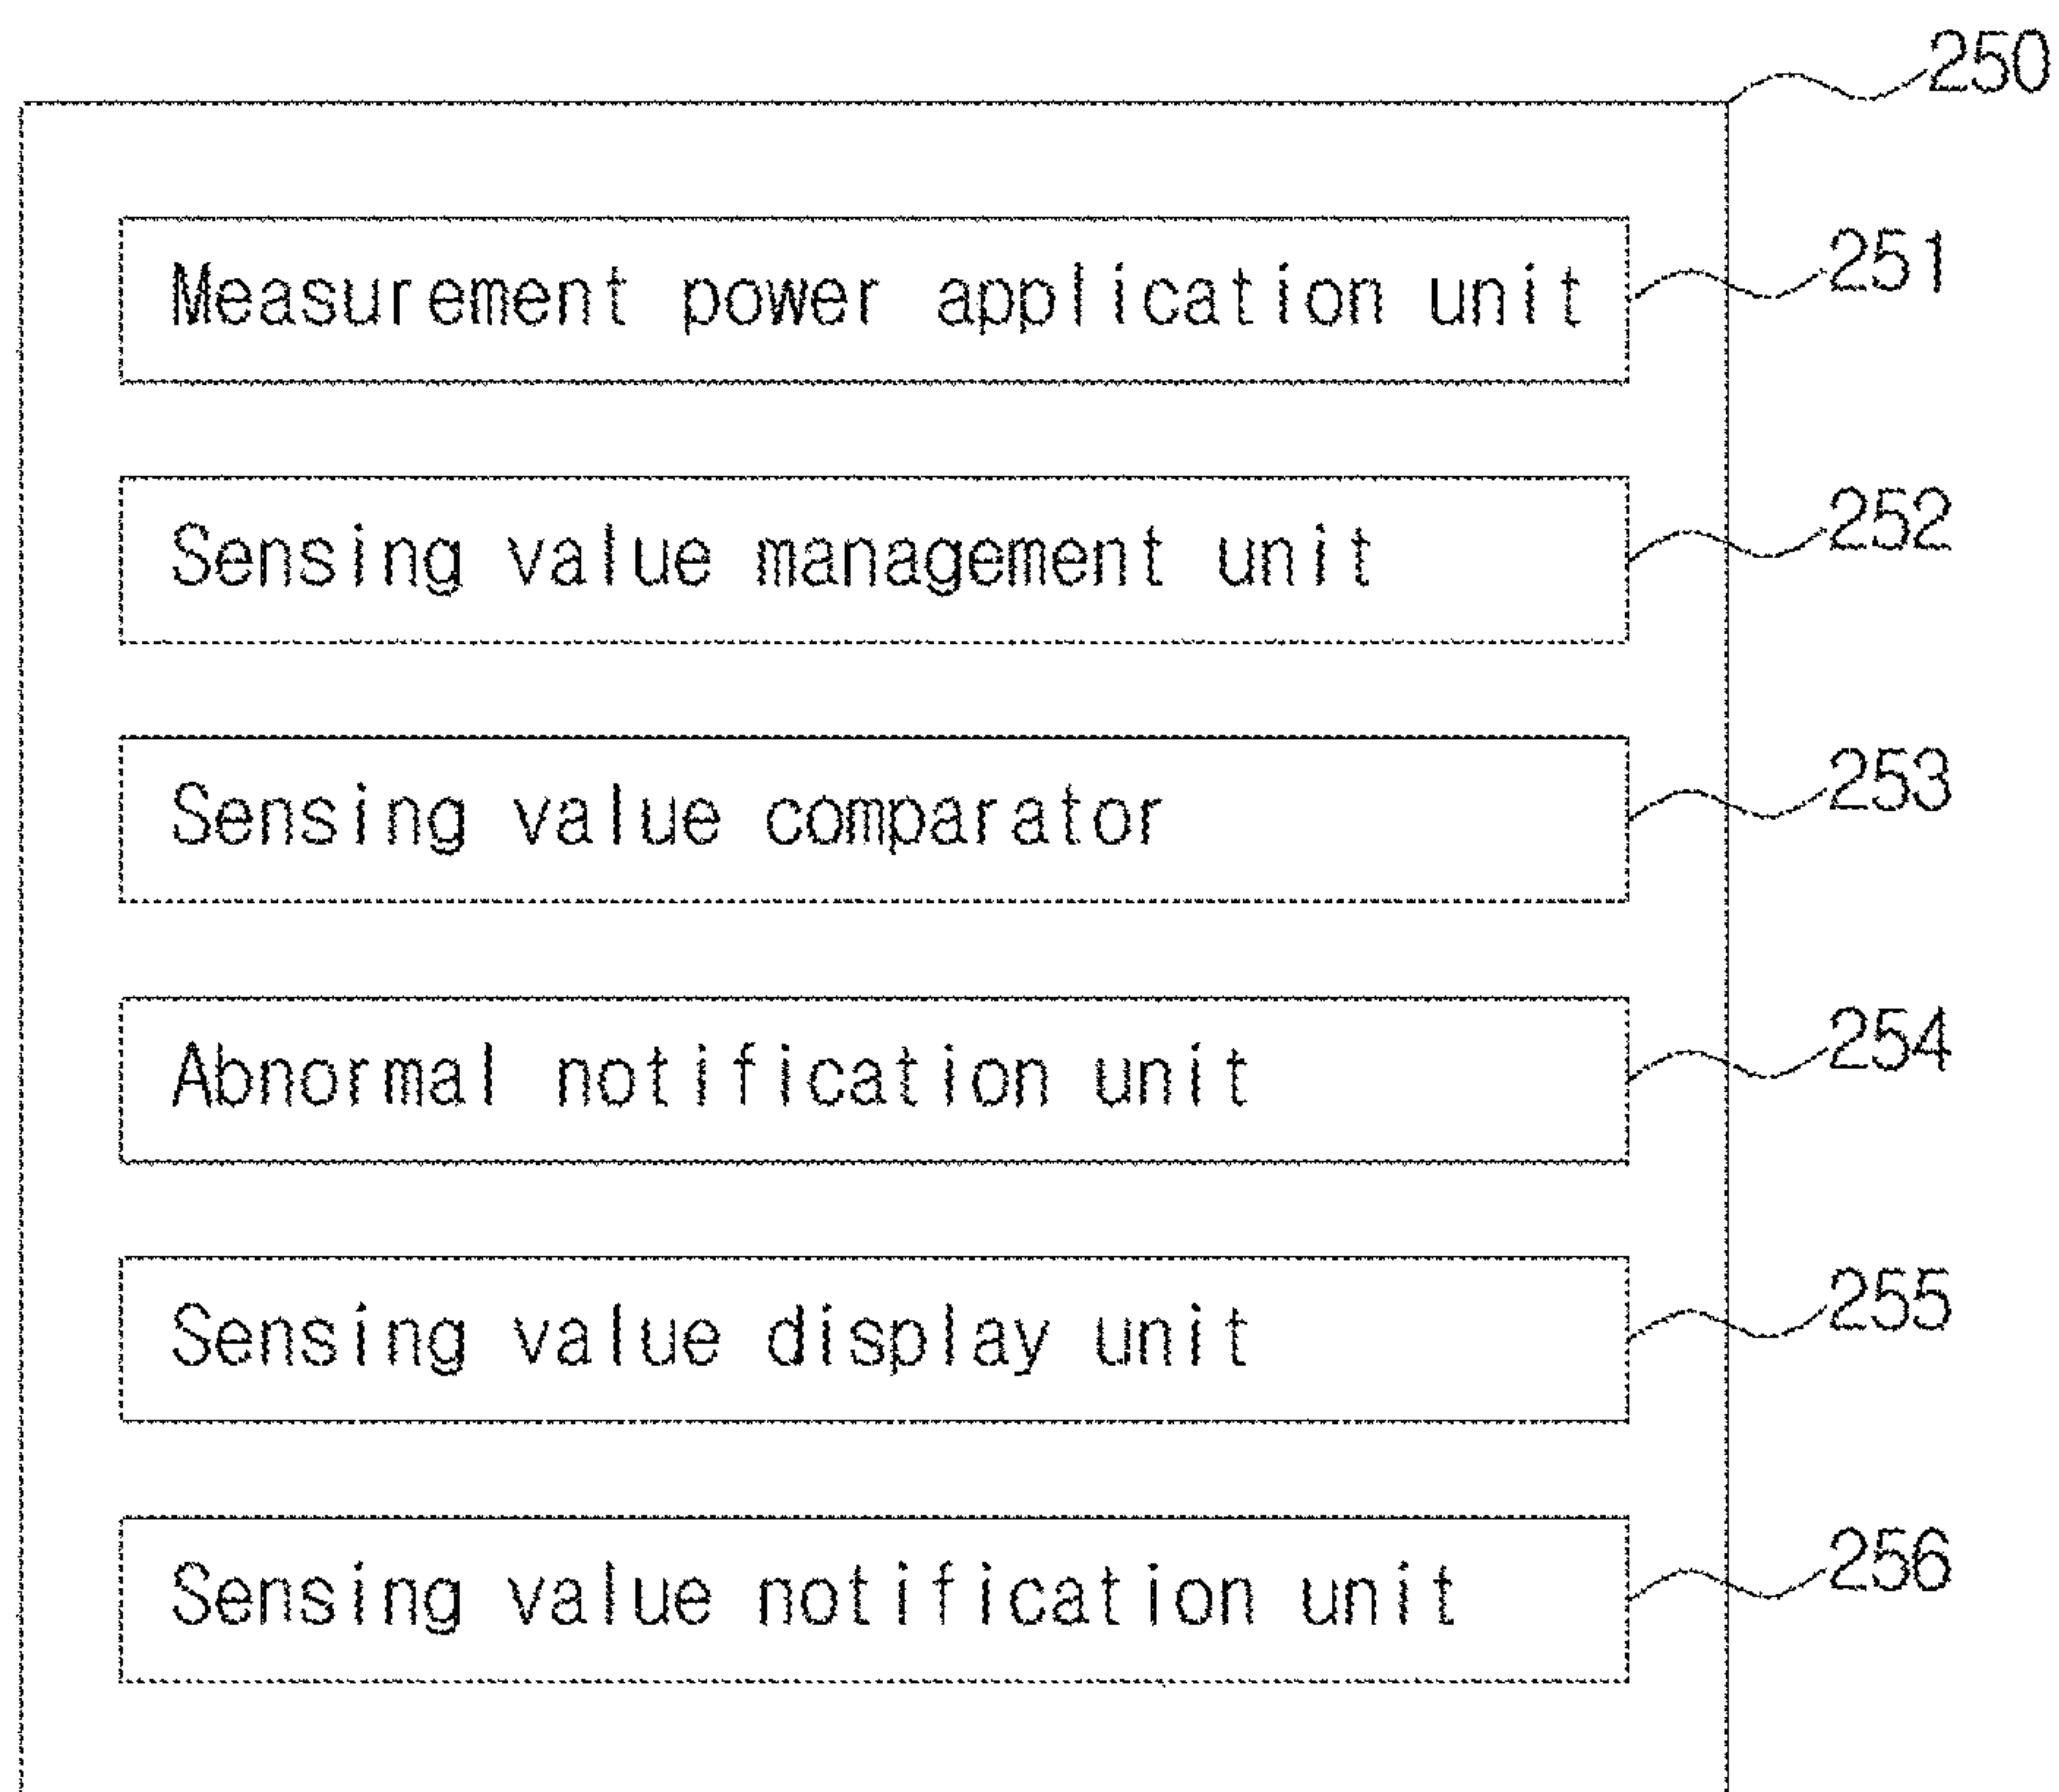 250
Measurement power application unit 251
Sensing value management unit 252
Sensing value comparator 253
Abnormal notification unit 254
Sensing value display unit 255
Sensing value notification unit 256